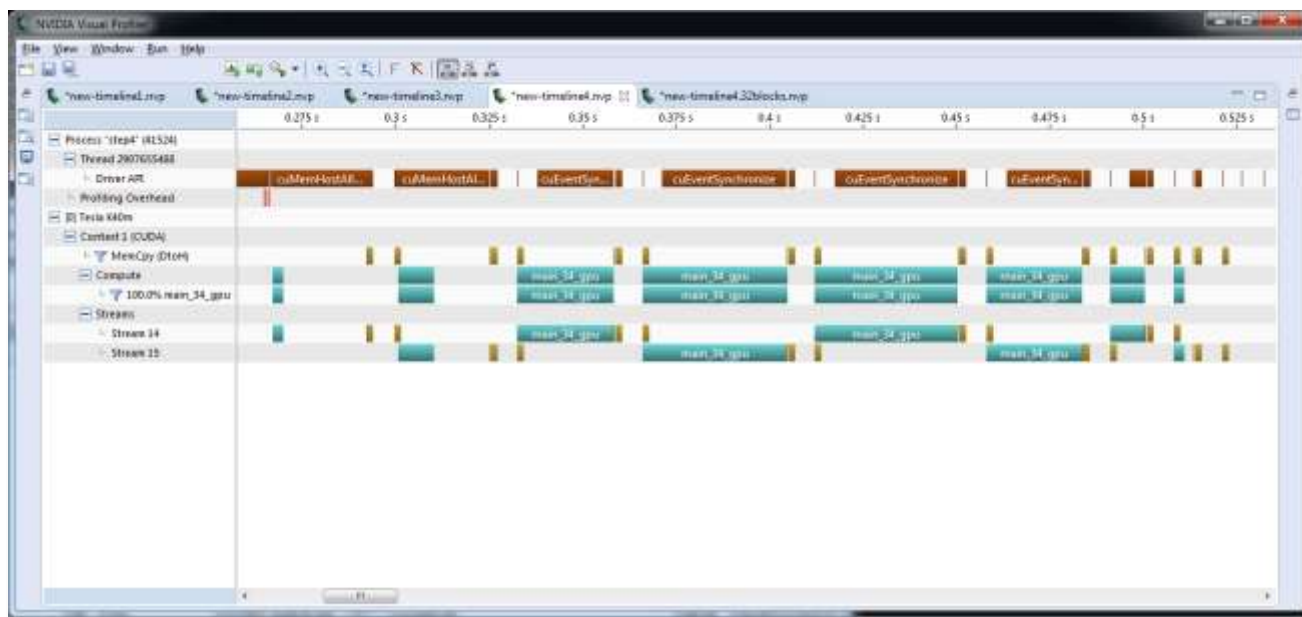 NVIDIA Visual Profiler
File View Window Run Help
*new-timeline1.nvp *new-timeline2.nvp *new-timeline3.nvp *new-timeline4.nvp *new-timeline4.32blocks.nvp
0.275 s 0.3 s 0.325 s 0.35 s 0.375 s 0.4 s 0.425 s 0.45 s 0.475 s 0.5 s 0.525 s
Process "step4" (41524)
Thread 2907655488
Driver API cuMemHostAll... cuMemHostAl... cuEventSyn... cuEventSynchronize cuEventSynchronize cuEventSyn...
Profiling Overhead
[0] Tesla K40m
Context 1 (CUDA)
MemCpy (DtoH)
Compute main_34_gpu main_34_gpu main_34_gpu main_34_gpu
100.0% main_34_gpu main_34_gpu main_34_gpu main_34_gpu main_34_gpu
Streams
Stream 14 main_34_gpu main_34_gpu
Stream 15 main_34_gpu main_34_gpu